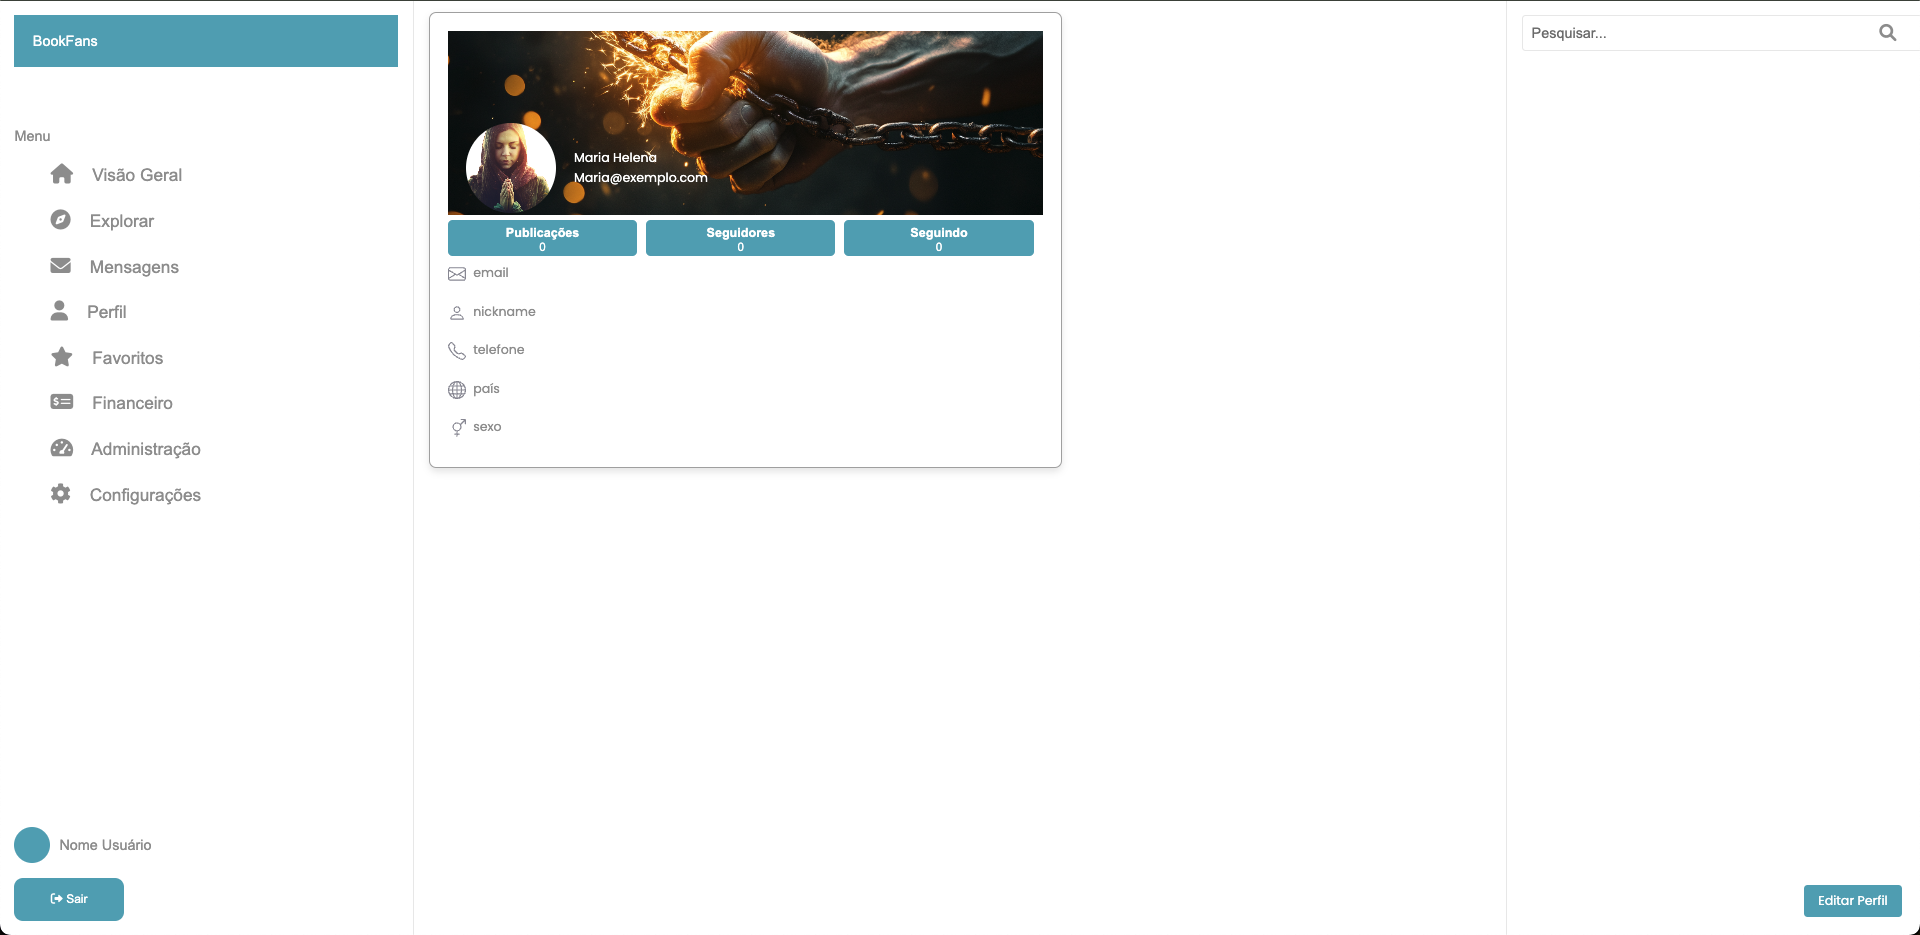 BookFans
Menu
Visão Geral
Explorar
Mensagens
Perfil
Favoritos
Financeiro
Administração
Configurações
Nome Usuário
Sair
Maria Helena
Maria@exemplo.com
Publicações
0
Seguidores
0
Seguindo
0
email
nickname
telefone
país
sexo
Pesquisar...
Editar Perfil